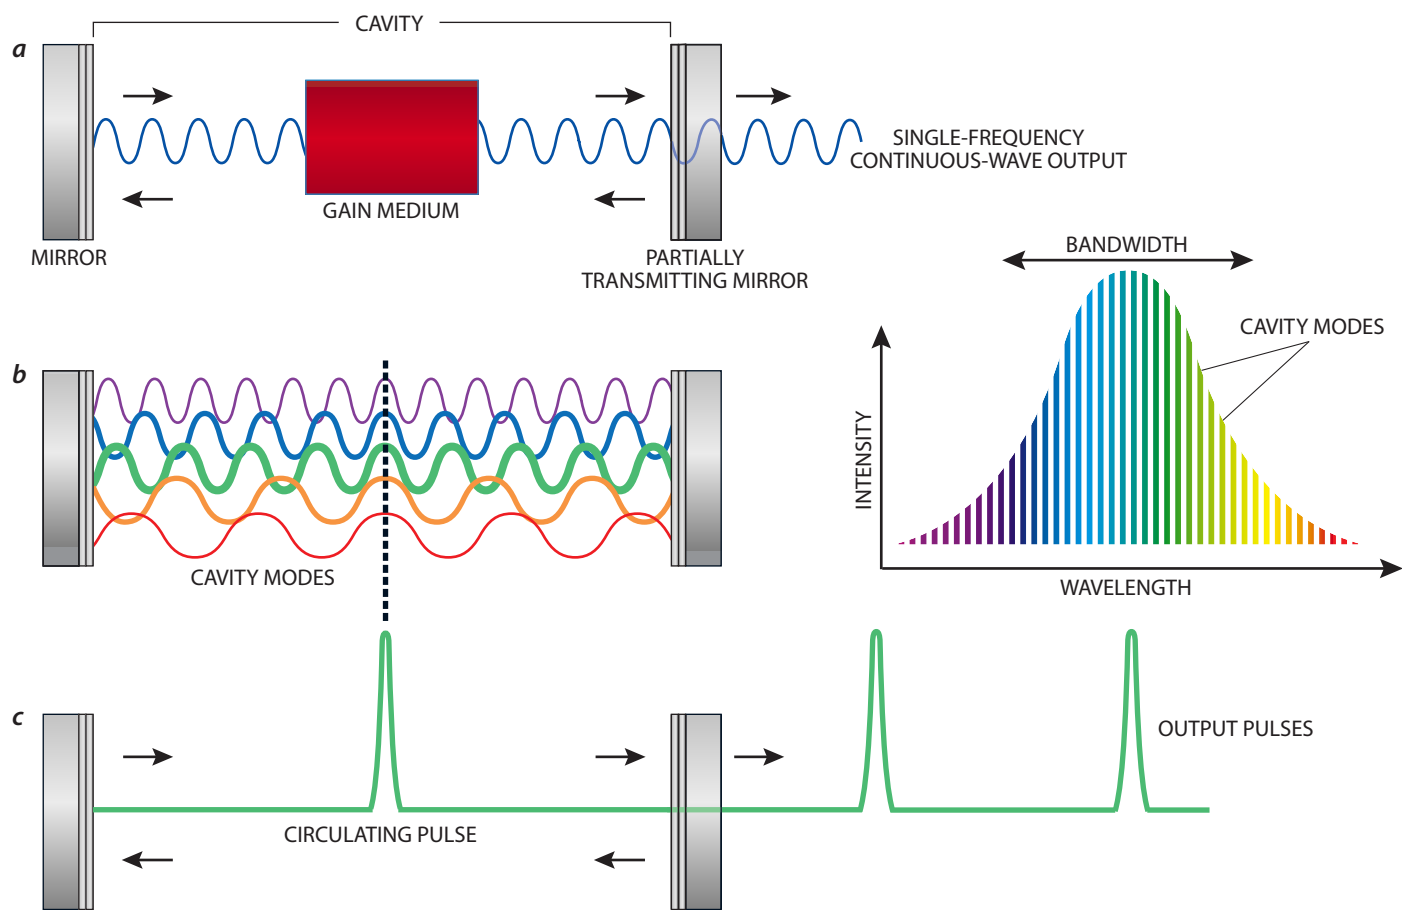 CAVITY
a
SINGLE-FREQUENCY
CONTINUOUS-WAVE OUTPUT
GAIN MEDIUM
MIRROR
PARTIALLY
TRANSMITTING MIRROR
BANDWIDTH
CAVITY MODES
INTENSITY
WAVELENGTH
b
CAVITY MODES
c
OUTPUT PULSES
CIRCULATING PULSE